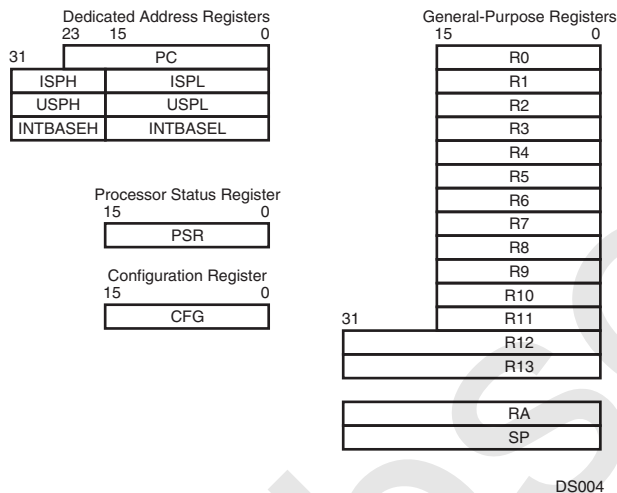 Dedicated Address Registers
23 15 0
31 PC
ISPH ISPL
USPH USPL
INTBASEH INTBASEL
Processor Status Register
15 0
PSR
Configuration Register
15 0
CFG
General-Purpose Registers
15 0
R0
R1
R2
R3
R4
R5
R6
R7
R8
R9
R10
31 R11
R12
R13
RA
SP
DS004